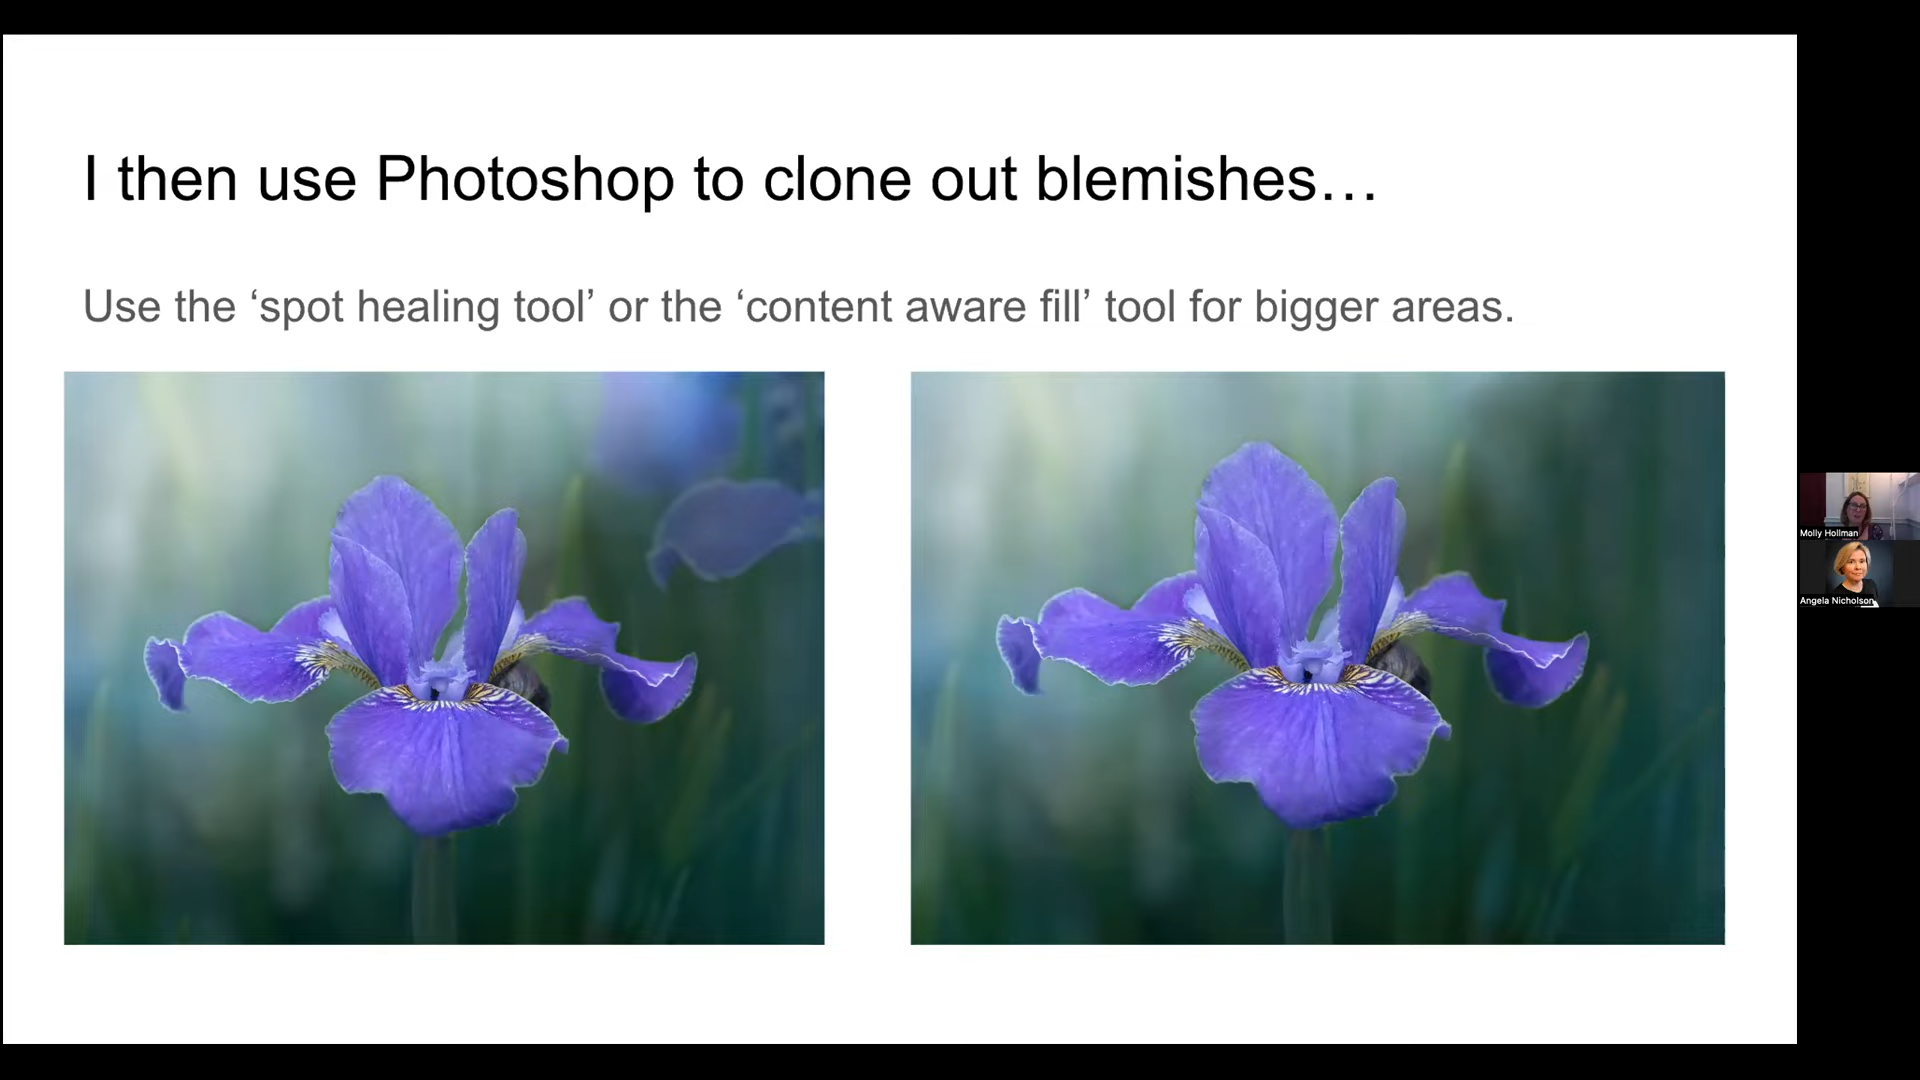 I then use Photoshop to clone out blemishes…
Use the ‘spot healing tool’ or the ‘content aware fill’ tool for bigger areas.
Molly Hollman
Angela Nicholson